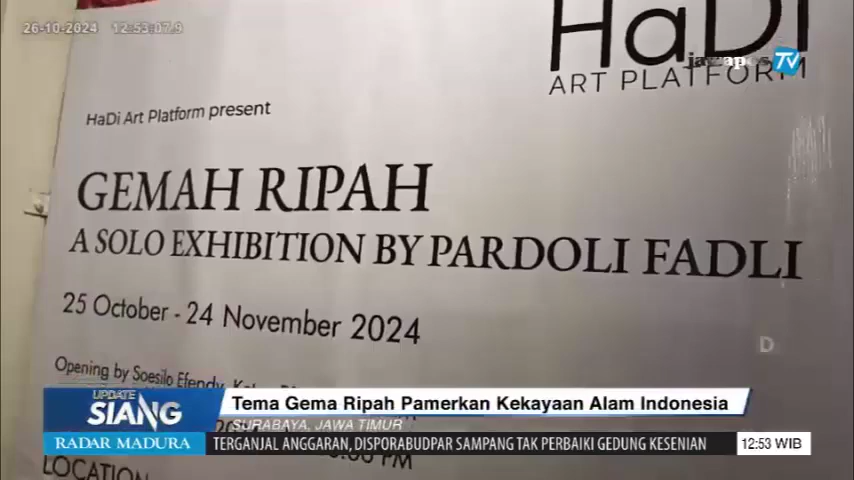 26-10-2024 12:53:07.9
HaDi
ART PLATFORM
jawapos TV
HaDi Art Platform present
GEMAH RIPAH
A SOLO EXHIBITION BY PARDOLI FADLI
25 October - 24 November 2024
Opening by Soesilo Efendy,
D
UPDATE
SIANG
Tema Gema Ripah Pamerkan Kekayaan Alam Indonesia
SURABAYA, JAWA TIMUR
RADAR MADURA
TERGANJAL ANGGARAN, DISPORABUDPAR SAMPANG TAK PERBAIKI GEDUNG KESENIAN
12:53 WIB
PM
LOCATION